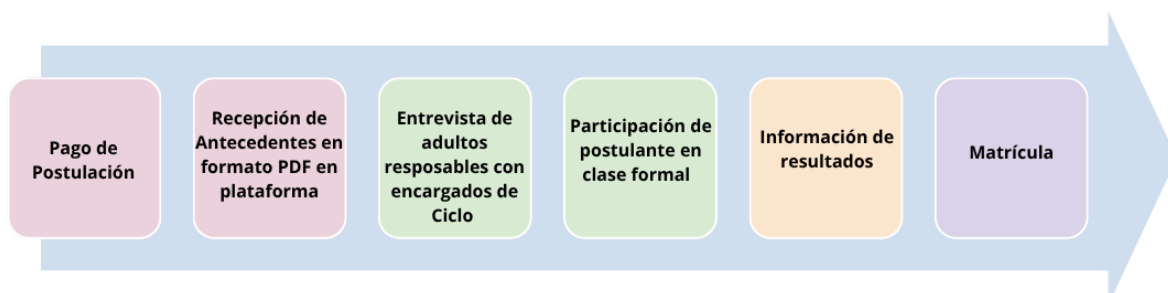 Pago de
Postulación
Recepción de
Antecedentes en
formato PDF en
plataforma
Entrevista de
adultos
resposables con
encargados de
Ciclo
Participación de
postulante en
clase formal
Información de
resultados
Matrícula